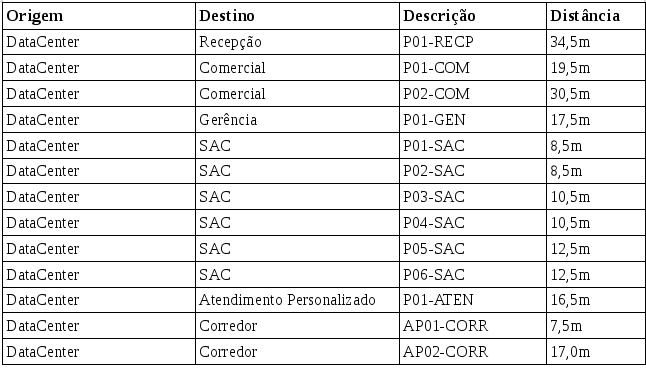 Origem Destino Descrição Distância
DataCenter Recepção P01-RECP 34,5m
DataCenter Comercial P01-COM 19,5m
DataCenter Comercial P02-COM 30,5m
DataCenter Gerência P01-GEN 17,5m
DataCenter SAC P01-SAC 8,5m
DataCenter SAC P02-SAC 8,5m
DataCenter SAC P03-SAC 10,5m
DataCenter SAC P04-SAC 10,5m
DataCenter SAC P05-SAC 12,5m
DataCenter SAC P06-SAC 12,5m
DataCenter Atendimento Personalizado P01-ATEN 16,5m
DataCenter Corredor AP01-CORR 7,5m
DataCenter Corredor AP02-CORR 17,0m